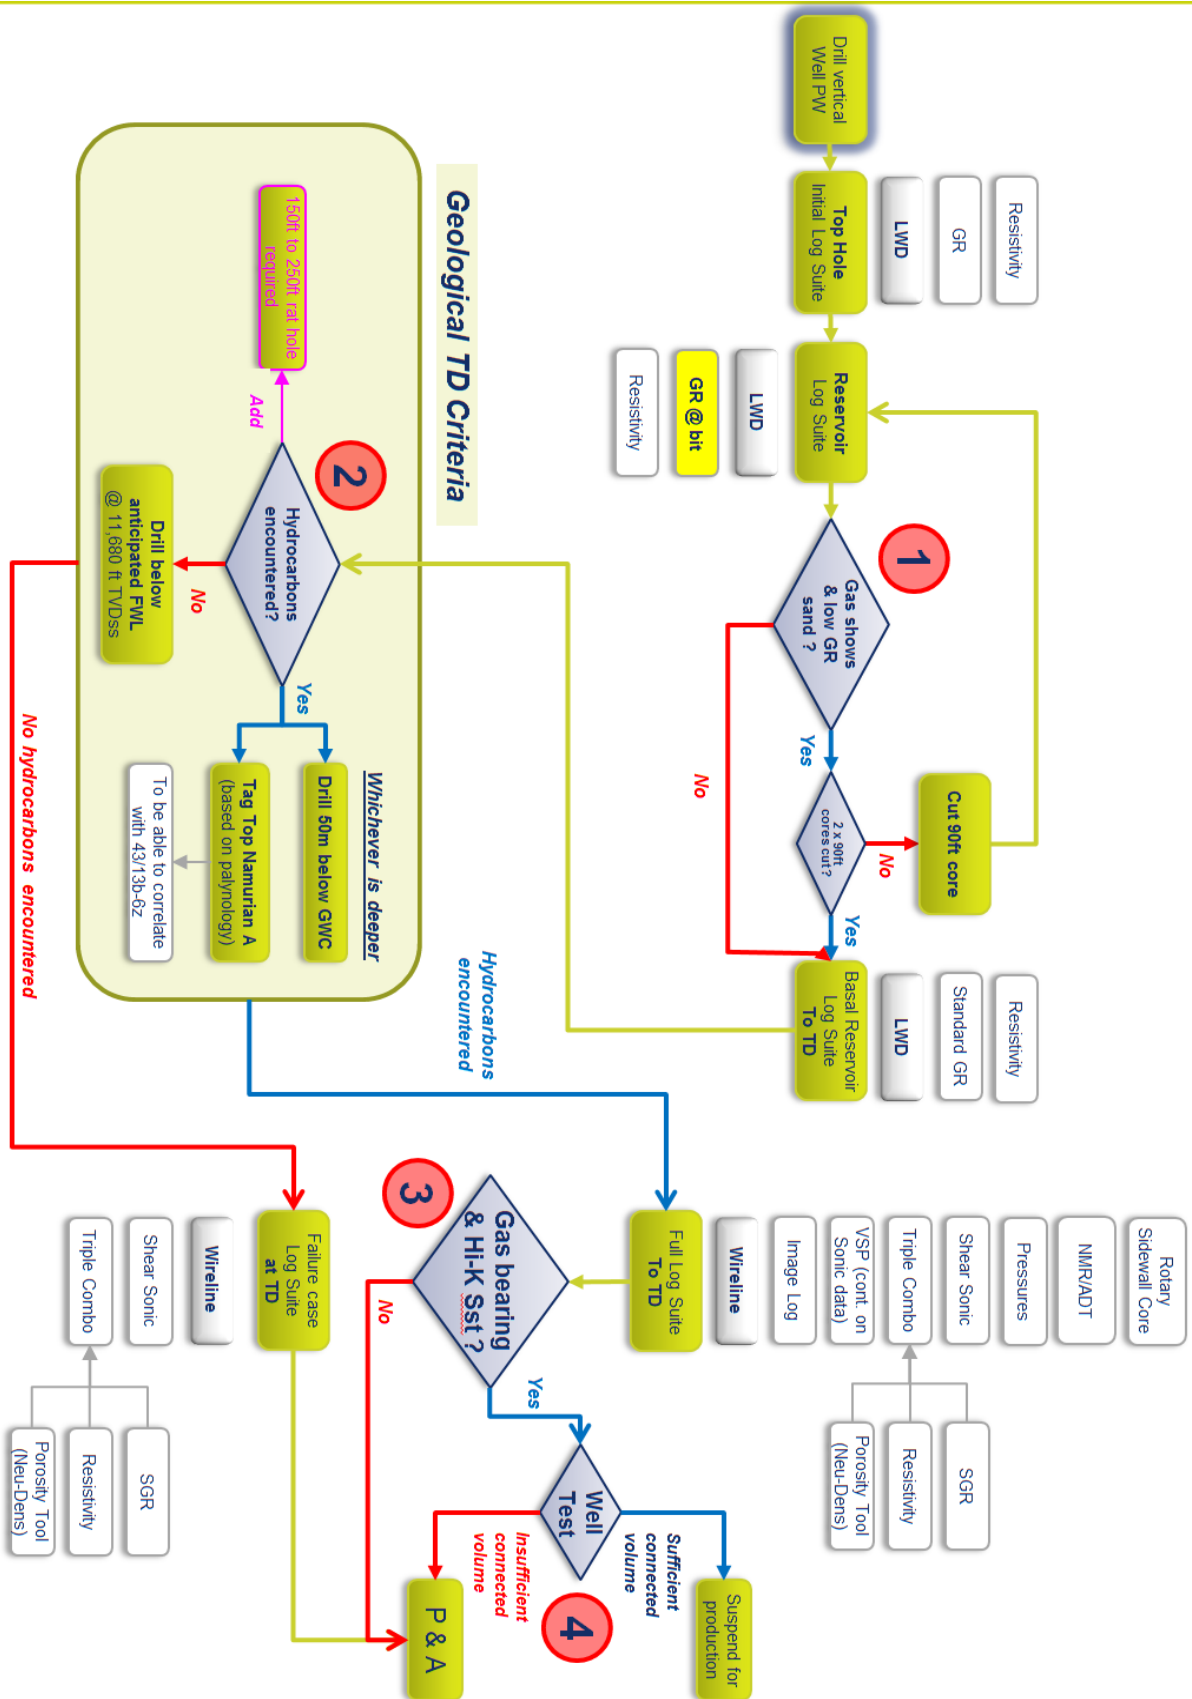 Drill vertical
Well PW
Top Hole
Initial Log Suite
LWD
GR
Resistivity
Reservoir
Log Suite
LWD
GR @ bit
Resistivity
1
Gas shows
& low GR
sand ?
Yes
No
2 x 90ft
cores cut?
No
Yes
Cut 90ft core
Basal Reservoir
Log Suite
To TD
LWD
Standard GR
Resistivity
Geological TD Criteria
2
Hydrocarbons
encountered?
Add
150ft to 250ft rat hole
required
No
Drill below
anticipated FWL
@ 11,680 ft TVDss
Yes
Whichever is deeper
Drill 50m below GWC
Tag Top Namurian A
(based on palynology)
To be able to correlate
with 43/13b-6z
Hydrocarbons
encountered
No hydrocarbons encountered
Rotary
Sidewall Core
NMR/ADT
Pressures
Shear Sonic
Triple Combo
VSP (cont. on
Sonic data)
Image Log
Wireline
Full Log Suite
To TD
SGR
Resistivity
Porosity Tool
(Neu-Dens)
3
Gas bearing
& Hi-K Sst ?
Yes
No
Well
Test
4
Sufficient
connected
volume
Insufficient
connected
volume
Suspend for
production
P & A
Failure case
Log Suite
at TD
Wireline
Shear Sonic
Triple Combo
SGR
Resistivity
Porosity Tool
(Neu-Dens)